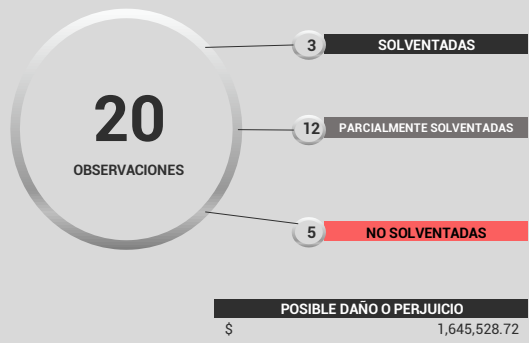 20
OBSERVACIONES
3 SOLVENTADAS
12 PARCIALMENTE SOLVENTADAS
5 NO SOLVENTADAS
POSIBLE DAÑO O PERJUICIO
$ 1,645,528.72